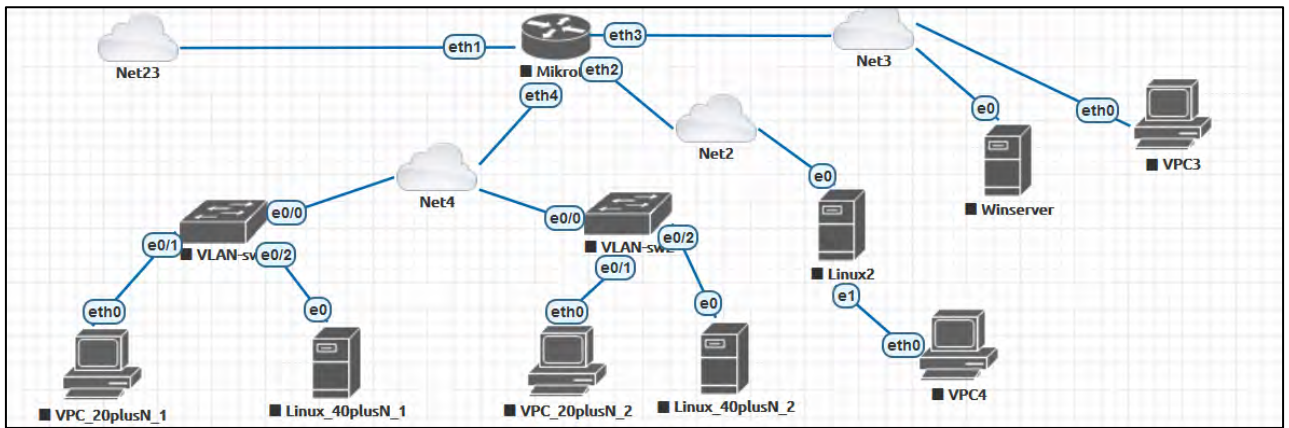 Net23
eth1
Mikro
eth3
Net3
eth2
eth4
e0
eth0
VPC3
Net2
Winserver
Net4
e0
e0/0
e0/0
e0/1
VLAN-sw
e0/2
VLAN-sw2
e0/2
e0/1
Linux2
e1
eth0
e0
eth0
e0
eth0
VPC4
VPC_20plusN_1
Linux_40plusN_1
VPC_20plusN_2
Linux_40plusN_2